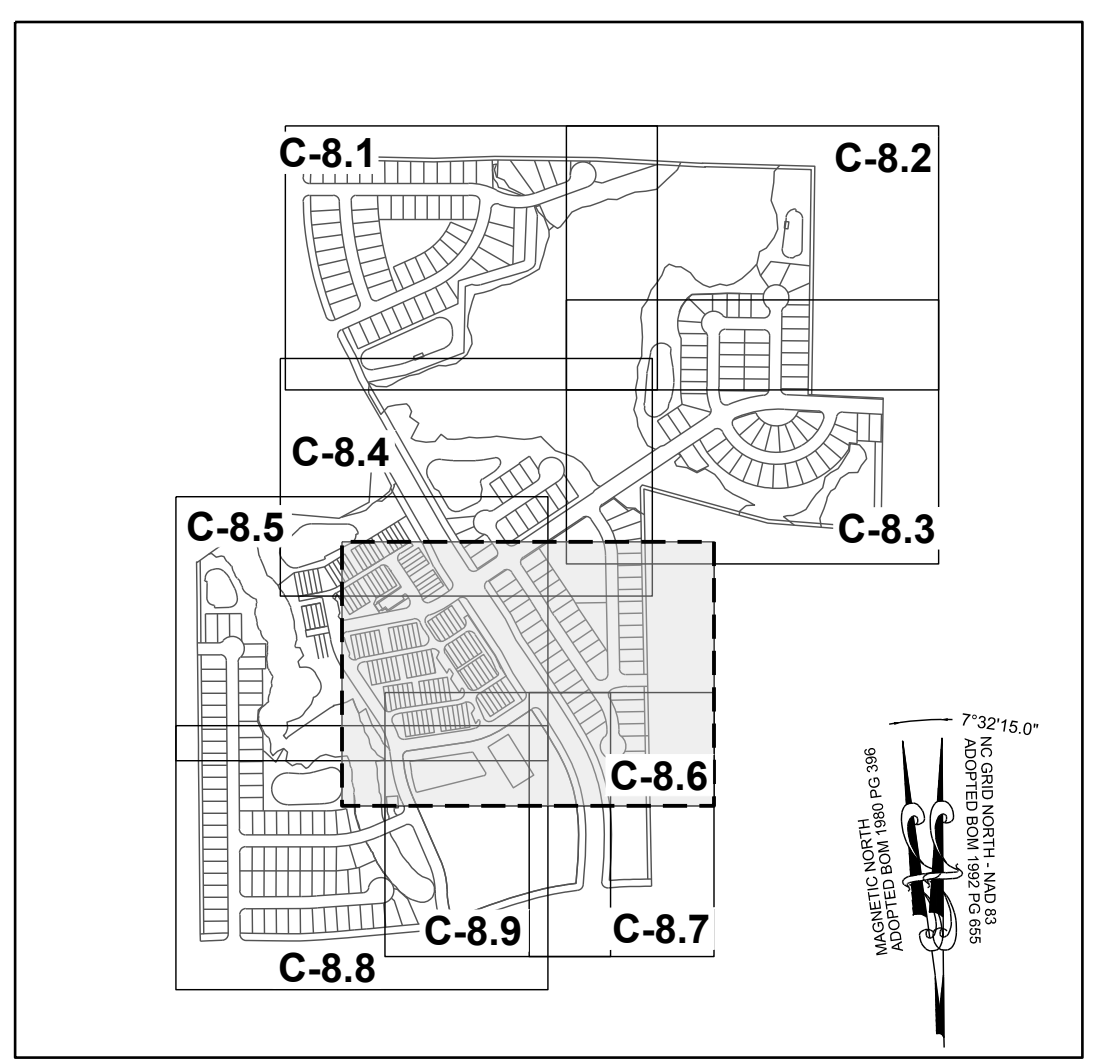 C-8.1
C-8.2
C-8.4
C-8.5
C-8.3
C-8.6
C-8.9
C-8.7
C-8.8
7°32'15.0"
MAGNETIC NORTH
ADOPTED BOM 1980 PG 396
NC GRID NORTH - NAD 83
ADOPTED BOM 1992 PG 655